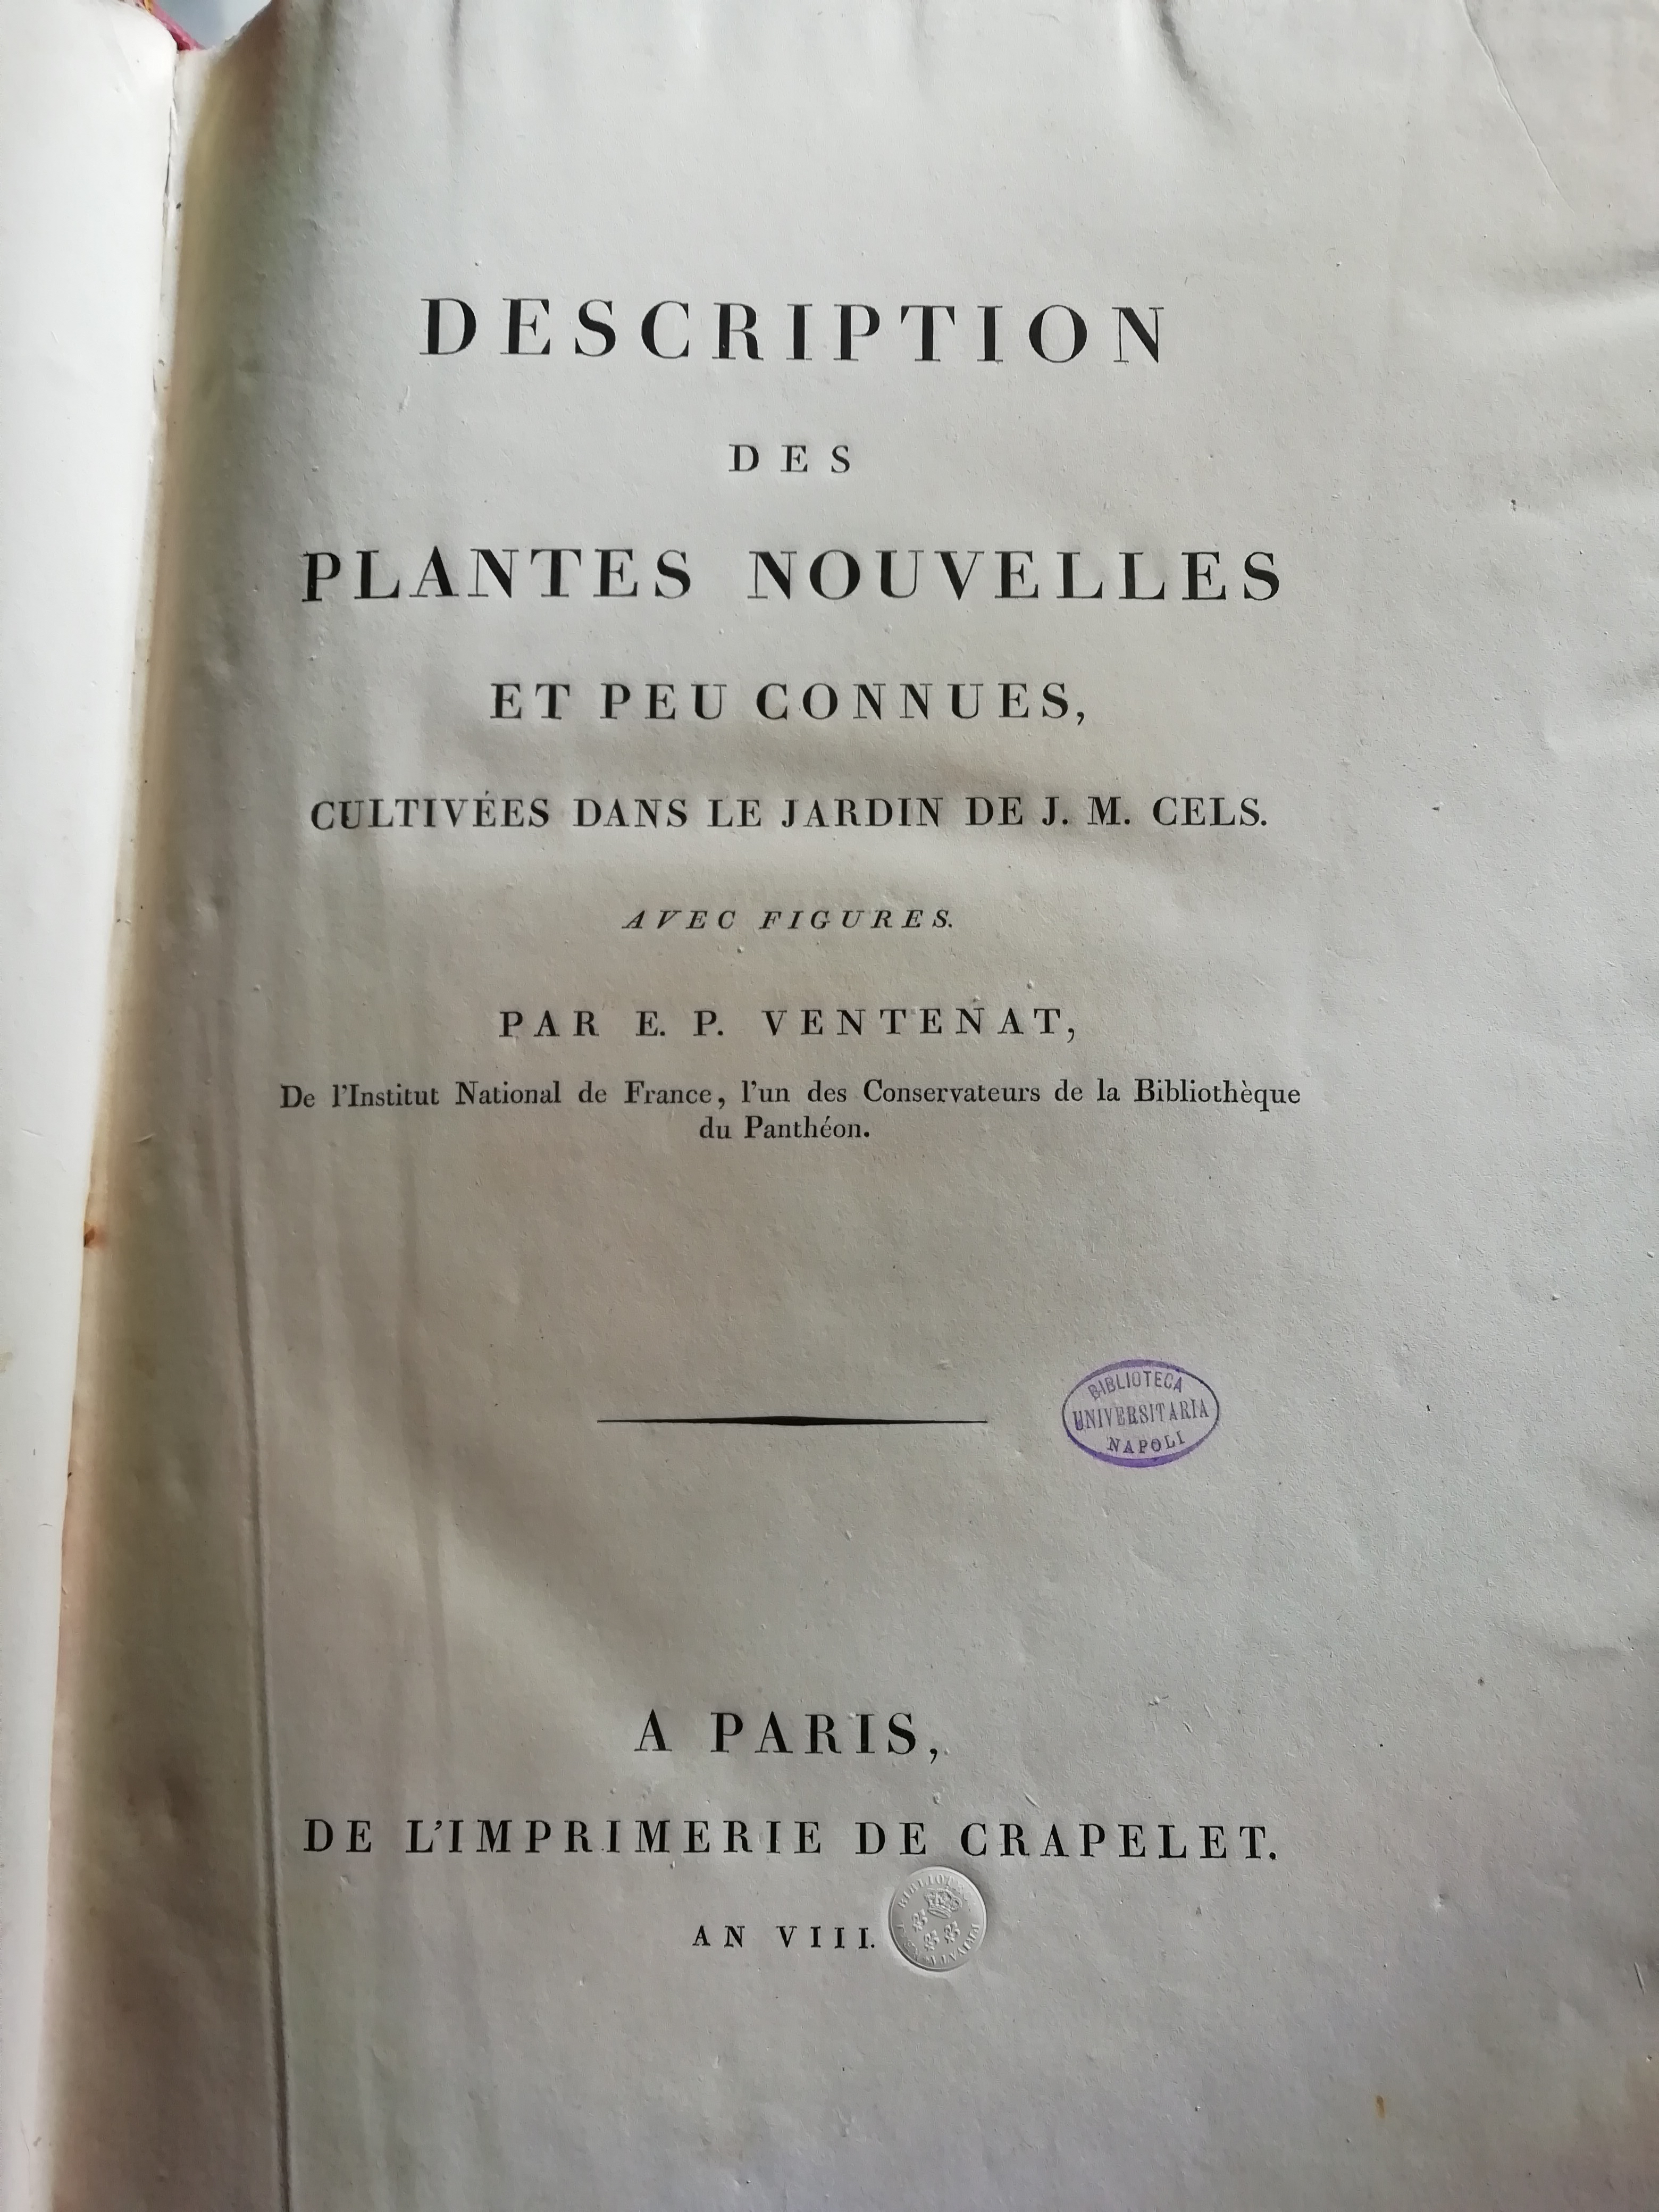 DESCRIPTION
DES
PLANTES NOUVELLES
ET PEU CONNUES,
CULTIVÉES DANS LE JARDIN DE J. M. CELS.
AVEC FIGURES.
PAR E. P. VENTENAT,
De l'Institut National de France, l'un des Conservateurs de la Bibliothèque
du Panthéon.
BIBLIOTECA
UNIVERSITARIA
NAPOLI
A PARIS,
DE L'IMPRIMERIE DE CRAPELET.
AN VIII.